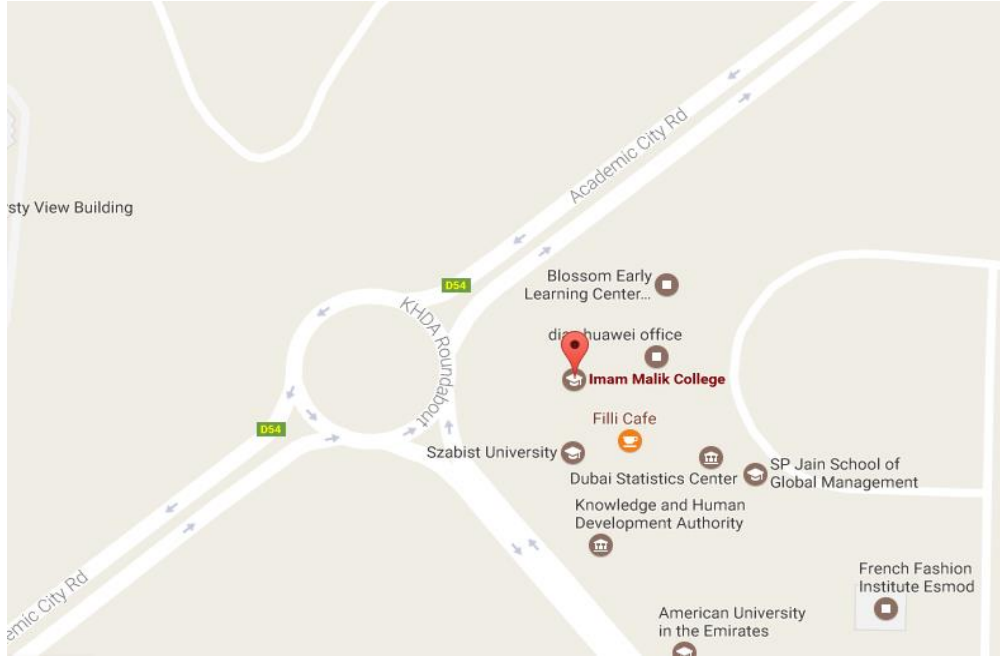 Academic City Rd
sty View Building
Blossom Early
Learning Center...
D54
KHDA Roundabout
huawei office
Imam Malik College
Filli Cafe
D54
Szabist University
Dubai Statistics Center
SP Jain School of
Global Management
Knowledge and Human
Development Authority
French Fashion
Institute Esmod
emic City Rd
American University
in the Emirates